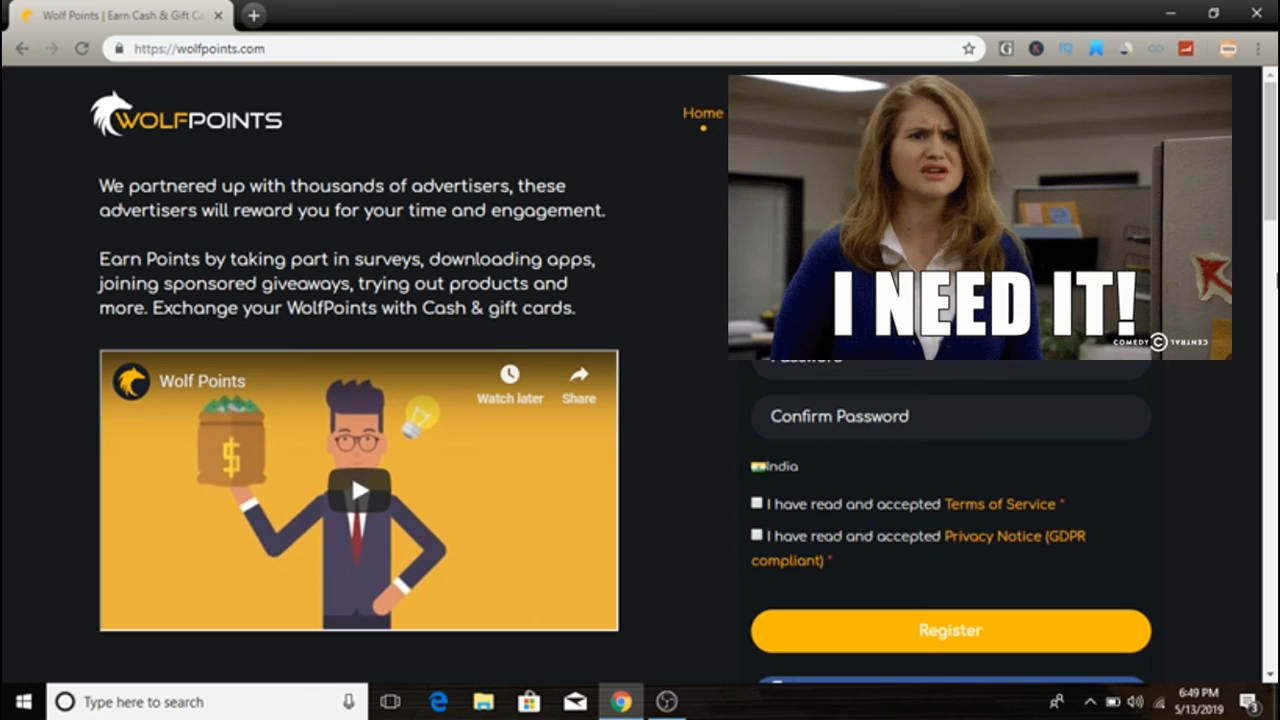 Wolf Points | Earn Cash & Gift Ca
https://wolfpoints.com
WOLFPOINTS
Home
We partnered up with thousands of advertisers, these
advertisers will reward you for your time and engagement.
Earn Points by taking part in surveys, downloading apps,
joining sponsored giveaways, trying out products and
more. Exchange your WolfPoints with Cash & gift cards.
Wolf Points
Watch later
Share
$
I NEED IT!
COMEDY CENTRAL
Confirm Password
India
I have read and accepted Terms of Service *
I have read and accepted Privacy Notice (GDPR
compliant) *
Register
Type here to search
6:49 PM
5/13/2019
3